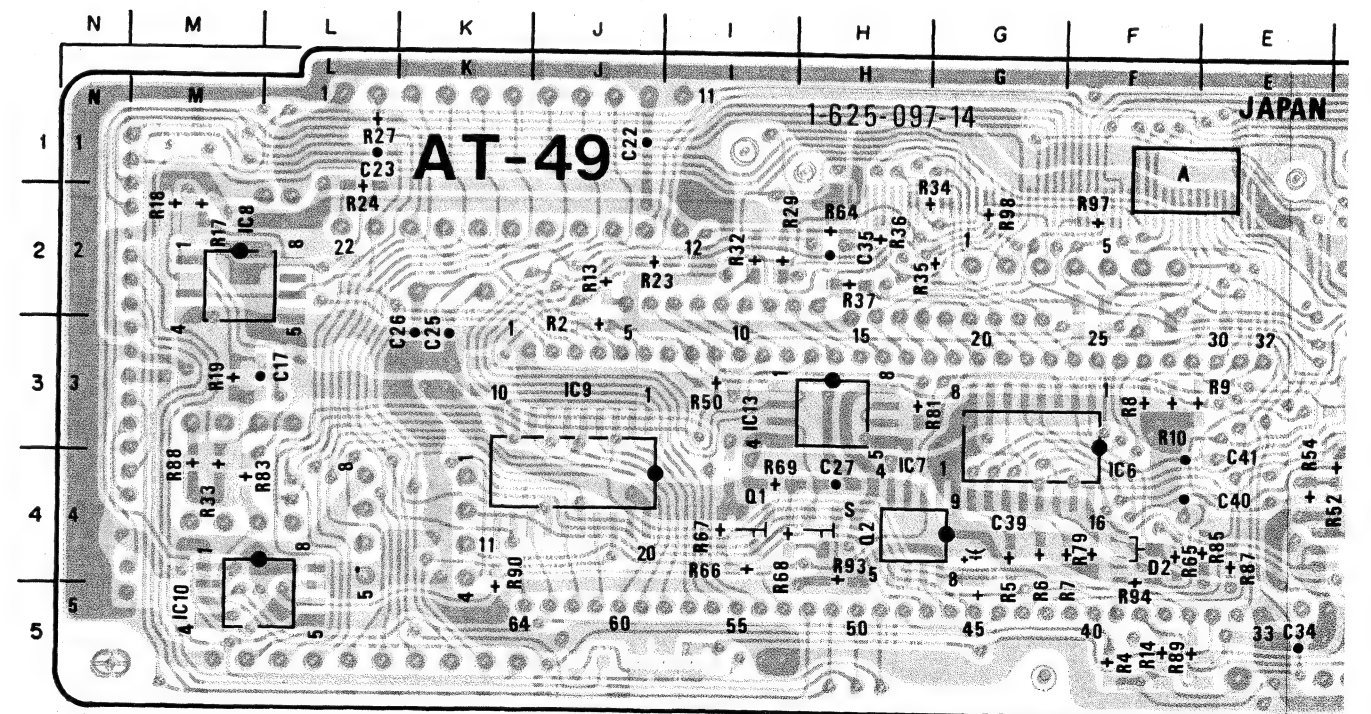 N M L K J I H G F E
N M L K J I H G F E
1 1 11 1-625-097-14 JAPAN
1 R27 AT-49 C22 A
C23
R18 R24 R29 R34 R98 R97
R17 IC8 R64 C35 R36
2 2 1 8 22 12 R32 1 5
R13 R23 R35
R37
4 5 C26 C25 1 R2 5 10 15 20 25 30 32
3 3 R19 C17 10 IC9 1 R50 1 IC13 8 R81 8 1 R8 R9
4 R10
R88 R33 R83 8 1 R69 C27 5 4 IC7 1 IC6 C41 R54
Q1 S 9 C40 R52
4 4 R67 Q2 C39 16
1 8 11 20 R79 R65 R85
R66 R68 R93 5 8 D2 R87
5 IC10 5 4 R90 R5 R6 R7 R94
5 4 5 64 60 55 50 45 40 33 C34
R4 R14 R89